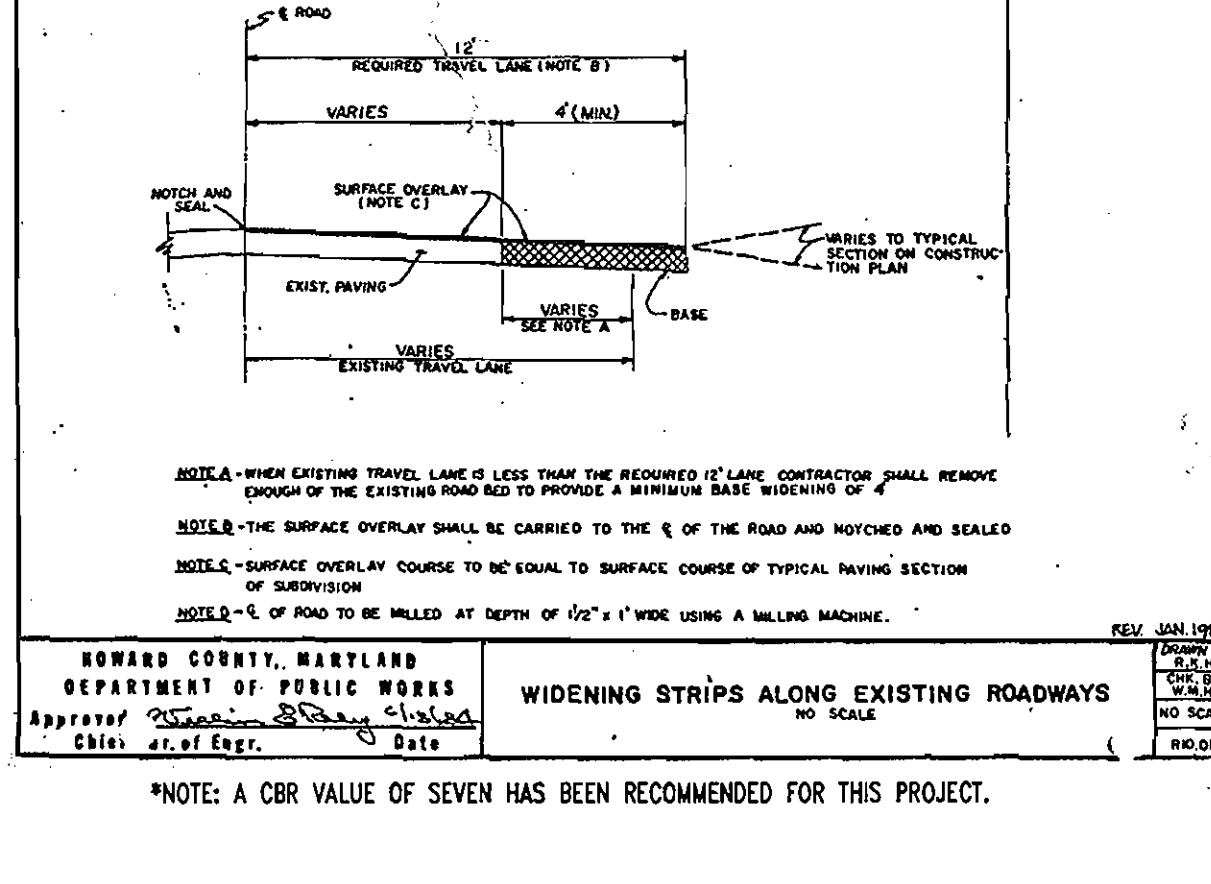 ℄ ROAD
12'
REQUIRED TRAVEL LANE (NOTE B)
VARIES
4' (MIN.)
NOTCH AND
SEAL
SURFACE OVERLAY
(NOTE C)
VARIES TO TYPICAL
SECTION ON CONSTRUC-
TION PLAN
EXIST. PAVING
VARIES
SEE NOTE A
BASE
VARIES
EXISTING TRAVEL LANE
NOTE A - WHEN EXISTING TRAVEL LANE IS LESS THAN THE REQUIRED 12' LANE CONTRACTOR SHALL REMOVE
ENOUGH OF THE EXISTING ROAD BED TO PROVIDE A MINIMUM BASE WIDENING OF 4'
NOTE B - THE SURFACE OVERLAY SHALL BE CARRIED TO THE ℄ OF THE ROAD AND NOTCHED AND SEALED
NOTE C - SURFACE OVERLAY COURSE TO BE EQUAL TO SURFACE COURSE OF TYPICAL PAVING SECTION
OF SUBDIVISION
NOTE D - ℄ OF ROAD TO BE MILLED AT DEPTH OF 1 1/2" x 1' WIDE USING A MILLING MACHINE.
REV. JAN. 19
HOWARD COUNTY, MARYLAND
DEPARTMENT OF PUBLIC WORKS
Approved
Chief Engr. Date
WIDENING STRIPS ALONG EXISTING ROADWAYS
NO SCALE
DRAWN
R.K.H
CHK. B
W.M.H
NO SCA
*NOTE: A CBR VALUE OF SEVEN HAS BEEN RECOMMENDED FOR THIS PROJECT.